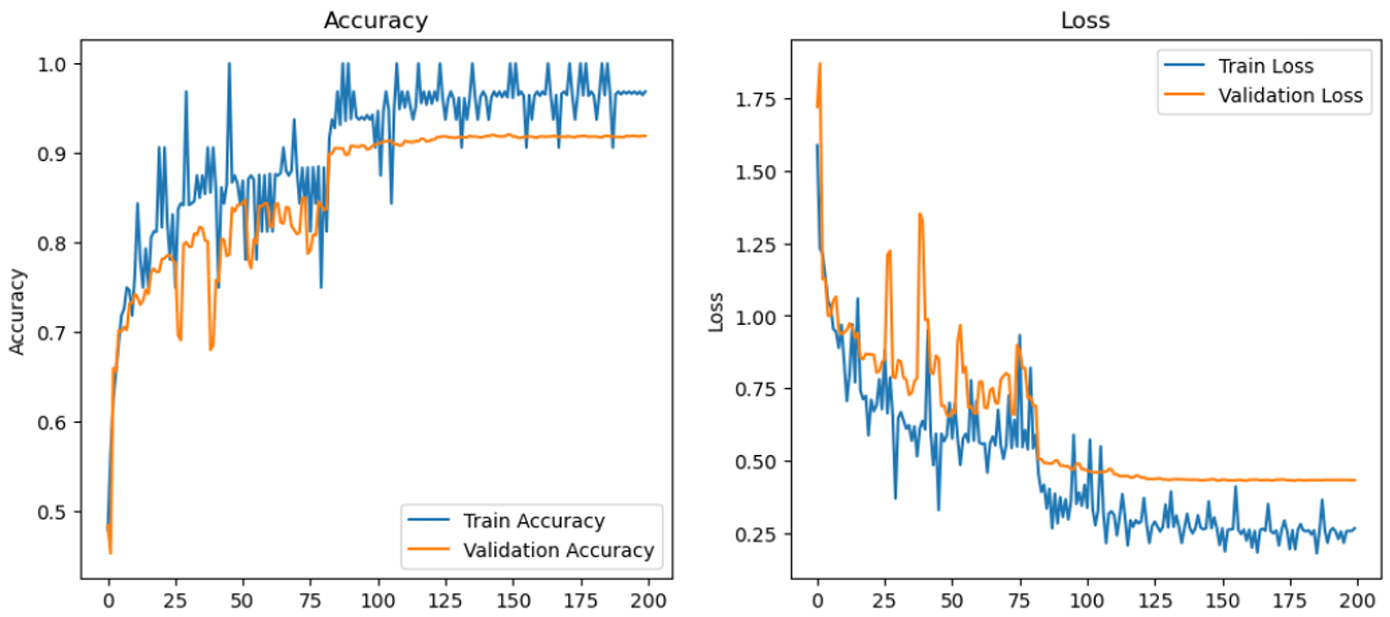 Accuracy
Accuracy
1.0
0.9
0.8
0.7
0.6
0.5
Train Accuracy
Validation Accuracy
0 25 50 75 100 125 150 175 200
Loss
Loss
1.75
1.50
1.25
1.00
0.75
0.50
0.25
Train Loss
Validation Loss
0 25 50 75 100 125 150 175 200